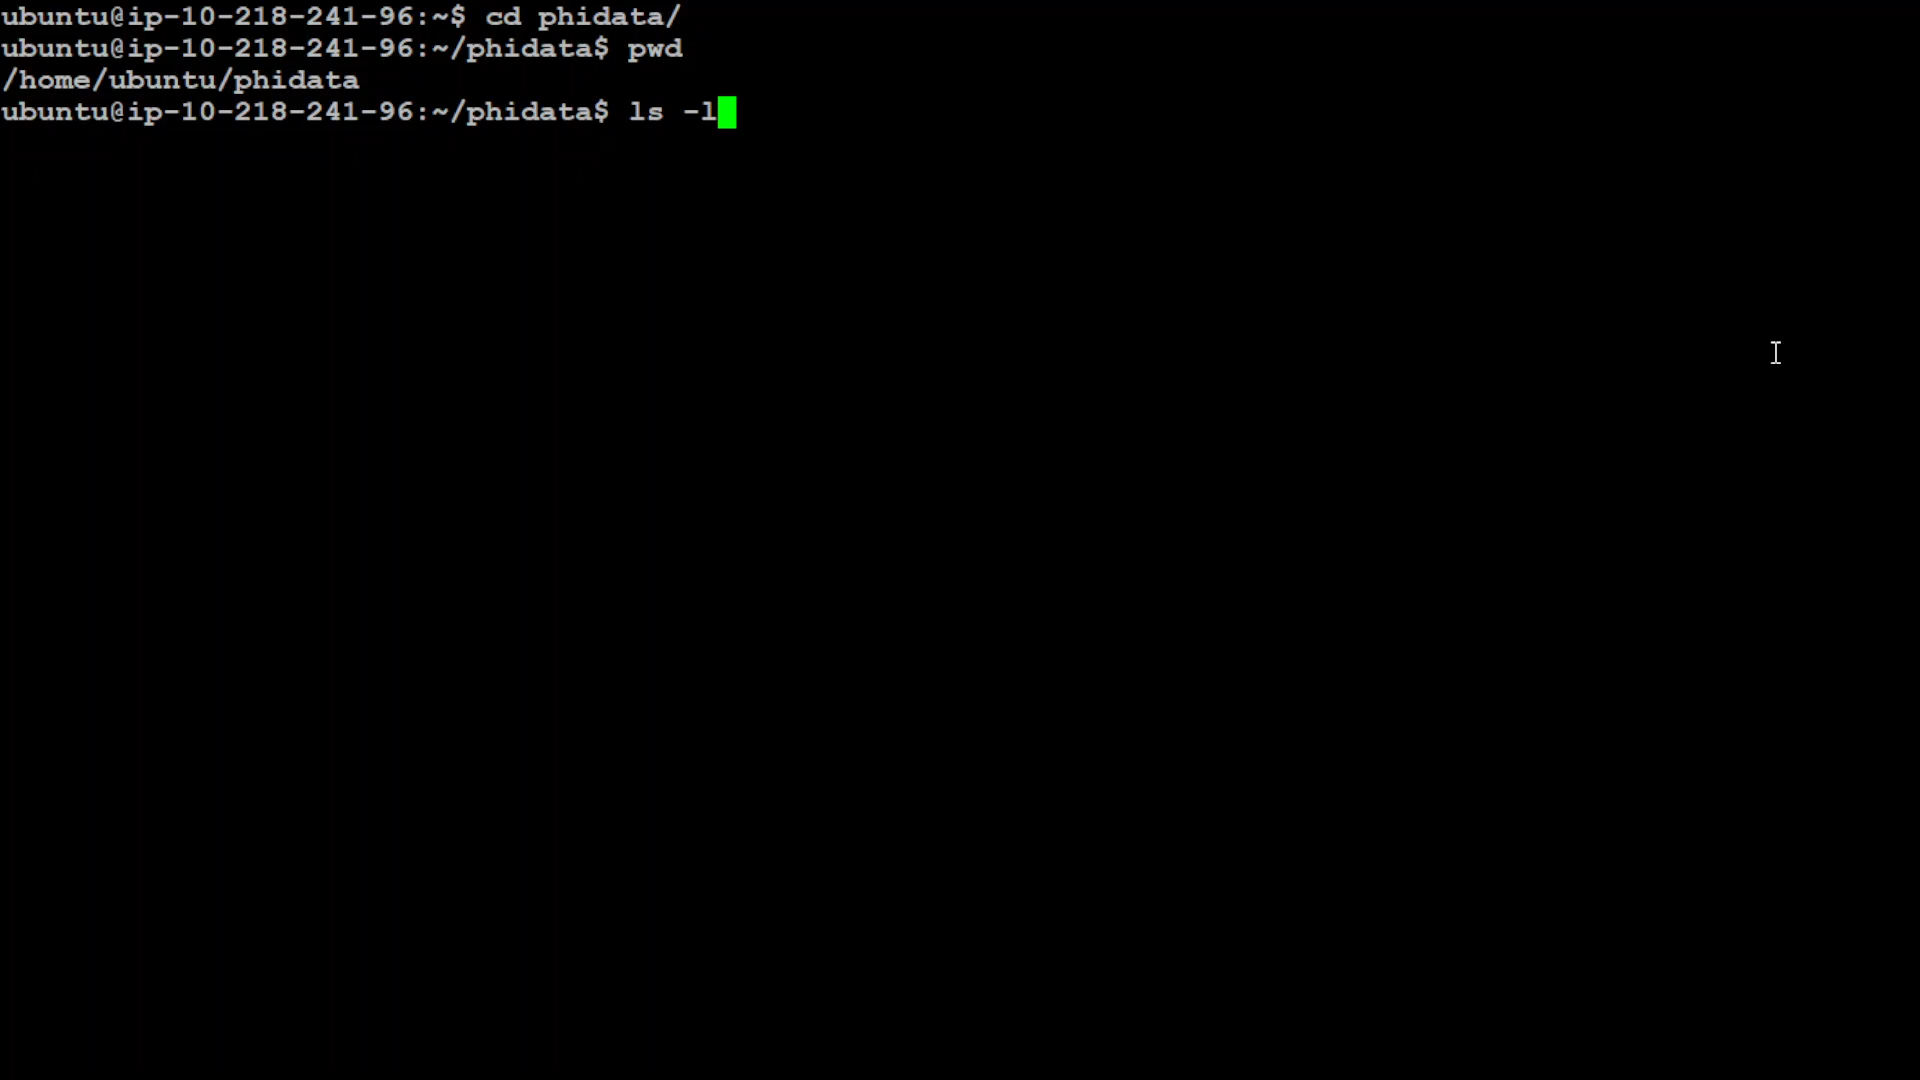 ubuntu@ip-10-218-241-96:~$ cd phidata/
ubuntu@ip-10-218-241-96:~/phidata$ pwd
/home/ubuntu/phidata
ubuntu@ip-10-218-241-96:~/phidata$ ls -l